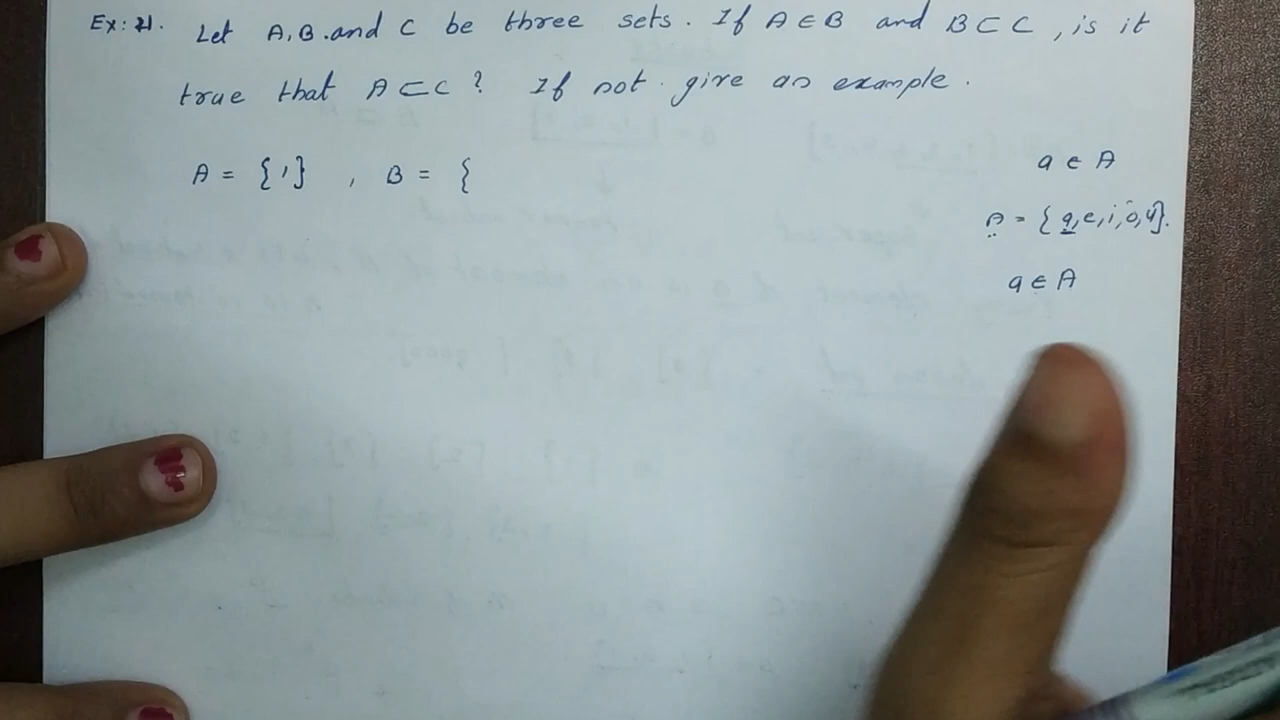 Ex: 21. Let A, B. and C be three sets. If A ∈ B and B ⊂ C, is it
true that A ⊂ C? If not. give an example.
A = {1}, B = {
a ∈ A
A = {a,e,i,o,u}.
a ∈ A